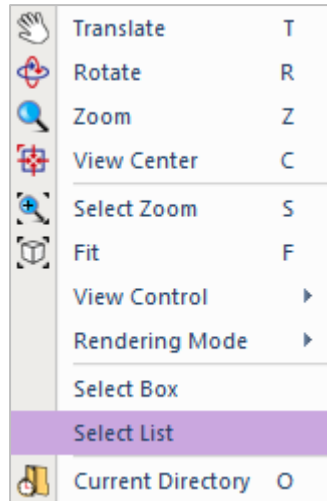 Translate T
Rotate R
Zoom Z
View Center C
Select Zoom S
Fit F
View Control
Rendering Mode
Select Box
Select List
Current Directory O